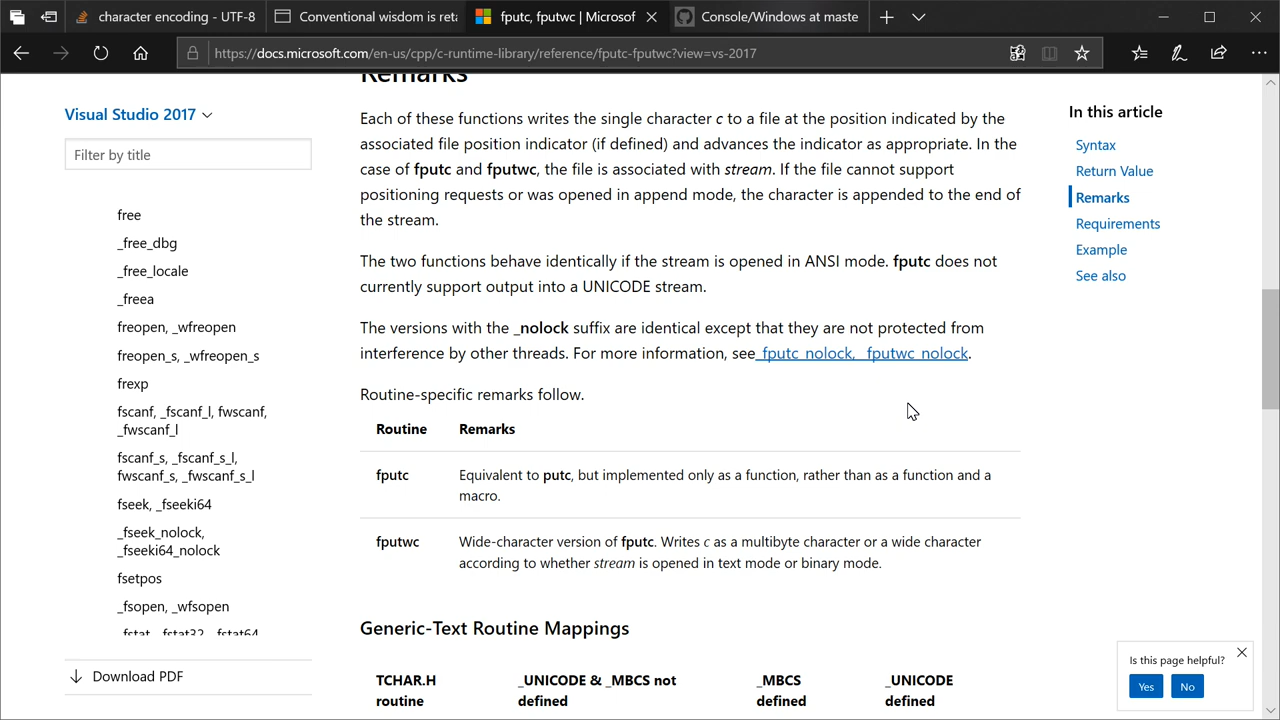 character encoding - UTF-8
Conventional wisdom is reta
fputc, fputwc | Microsof
Console/Windows at maste
https://docs.microsoft.com/en-us/cpp/c-runtime-library/reference/fputc-fputwc?view=vs-2017
Visual Studio 2017
Filter by title
free
_free_dbg
_free_locale
_freea
freopen, _wfreopen
freopen_s, _wfreopen_s
frexp
fscanf, _fscanf_l, fwscanf,
_fwscanf_l
fscanf_s, _fscanf_s_l,
fwscanf_s, _fwscanf_s_l
fseek, _fseeki64
_fseek_nolock,
_fseeki64_nolock
fsetpos
_fsopen, _wfsopen
_fstat, _fstat32, _fstat64,
Download PDF
Remarks
Each of these functions writes the single character c to a file at the position indicated by the
associated file position indicator (if defined) and advances the indicator as appropriate. In the
case of fputc and fputwc, the file is associated with stream. If the file cannot support
positioning requests or was opened in append mode, the character is appended to the end of
the stream.
The two functions behave identically if the stream is opened in ANSI mode. fputc does not
currently support output into a UNICODE stream.
The versions with the _nolock suffix are identical except that they are not protected from
interference by other threads. For more information, see _fputc_nolock, _fputwc_nolock.
Routine-specific remarks follow.
Routine Remarks
fputc Equivalent to putc, but implemented only as a function, rather than as a function and a
macro.
fputwc Wide-character version of fputc. Writes c as a multibyte character or a wide character
according to whether stream is opened in text mode or binary mode.
Generic-Text Routine Mappings
TCHAR.H _UNICODE & _MBCS not _MBCS _UNICODE
routine defined defined defined
In this article
Syntax
Return Value
Remarks
Requirements
Example
See also
Is this page helpful?
Yes No